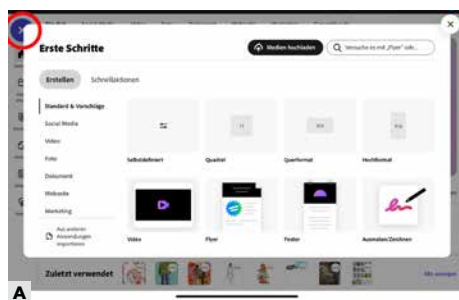 Erste Schritte
Medien hochladen
Versuche es mit „Flyer" ode...
Erstellen
Schnellaktionen
Standard & Vorschläge
Social Media
Video
Foto
Dokument
Webseite
Marketing
Aus anderen
Anwendungen
importieren
Selbstdefiniert
Quadrat
Querformat
Hochformat
Video
Flyer
Poster
Ausmalen/Zeichnen
Zuletzt verwendet
Alle anzeigen
A